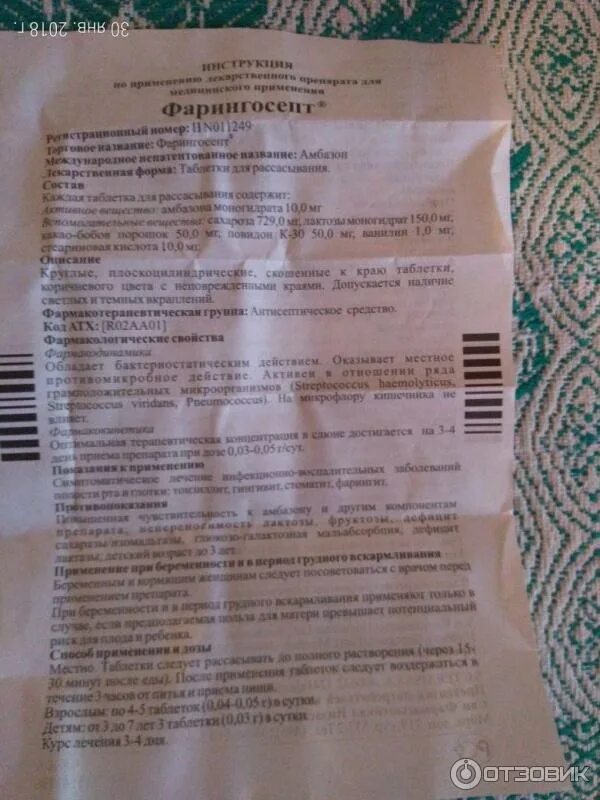 30 янв. 2018 г.
ИНСТРУКЦИЯ
по применению лекарственного препарата для
медицинского применения
Фарингосепт®
Регистрационный номер: П N011249
Торговое название: Фарингосепт®
Международное непатентованное название: Амбазон
Лекарственная форма: Таблетки для рассасывания.
Состав
Каждая таблетка для рассасывания содержит:
Активное вещество: амбазона моногидрата 10,0 мг
Вспомогательные вещества: сахароза 729,0 мг, лактозы моногидрат 150,0 мг,
какао-бобов порошок 50,0 мг, повидон К-30 50,0 мг, ванилин 1,0 мг,
стеариновая кислота 10,0 мг.
Описание
Круглые, плоскоцилиндрические, скошенные к краю таблетки,
коричневого цвета с неповрежденными краями. Допускается наличие
светлых и темных вкраплений.
Фармакотерапевтическая группа: Антисептическое средство.
Код АТХ: [R02AA01]
Фармакологические свойства
Фармакодинамика
Обладает бактериостатическим действием. Оказывает местное
противомикробное действие. Активен в отношении ряда
грамположительных микроорганизмов (Streptococcus haemolyticus,
Streptococcus viridans, Pneumococcus). На микрофлору кишечника не
влияет.
Фармакокинетика
Оптимальная терапевтическая концентрация в слюне достигается на 3-4
день приема препарата при дозе 0,03-0,05 г/сут.
Показания к применению
Симптоматическое лечение инфекционно-воспалительных заболеваний
полости рта и глотки: тонзиллит, гингивит, стоматит, фарингит.
Противопоказания
Повышенная чувствительность к амбазону и другим компонентам
препарата, непереносимость лактозы, фруктозы, дефицит
сахаразы/изомальтазы, глюкозо-галактозная мальабсорбция, дефицит
лактазы, детский возраст до 3 лет.
Применение при беременности и в период грудного вскармливания
Беременным и кормящим женщинам следует посоветоваться с врачом перед
применением препарата.
При беременности и в период грудного вскармливания применяют только в
случае, если предполагаемая польза для матери превышает потенциальный
риск для плода и ребенка.
Способ применения и дозы
Местно. Таблетки следует рассасывать до полного растворения (через 15-
30 минут после еды). После применения таблеток следует воздержаться в
течение 3 часов от питья и приема пищи.
Взрослым: по 4-5 таблеток (0,04-0,05 г) в сутки.
Детям: от 3 до 7 лет 3 таблетки (0,03 г) в сутки.
Курс лечения 3-4 дня.
ОТЗОВИК